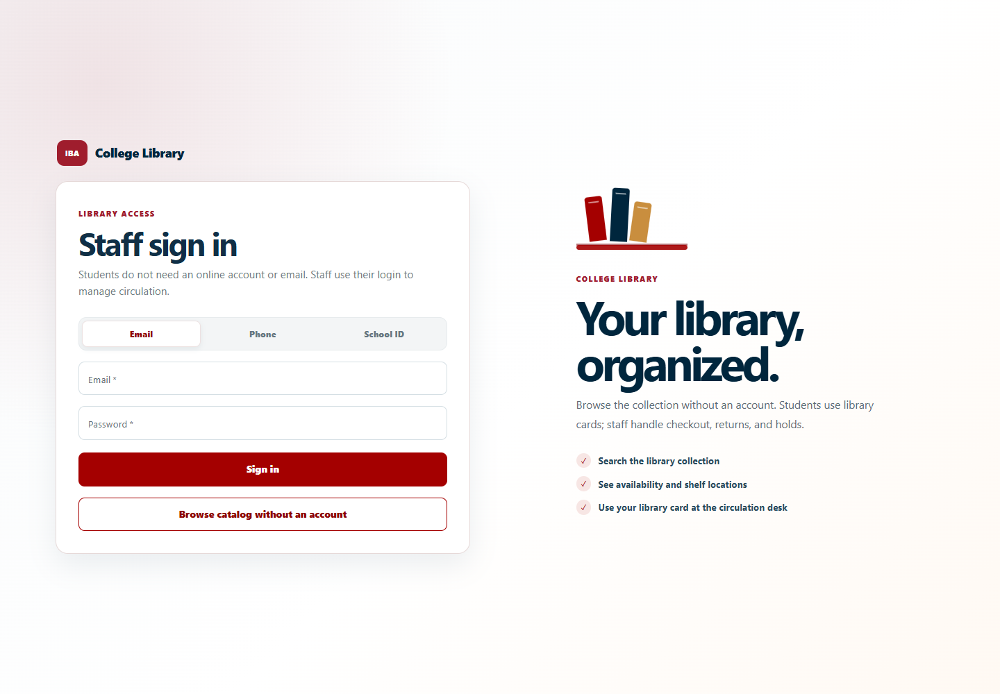 IBA College Library
LIBRARY ACCESS
Staff sign in
Students do not need an online account or email. Staff use their login to
manage circulation.
Email Phone School ID
Email *
Password *
Sign in
Browse catalog without an account
COLLEGE LIBRARY
Your library,
organized.
Browse the collection without an account. Students use library
cards; staff handle checkout, returns, and holds.
✓ Search the library collection
✓ See availability and shelf locations
✓ Use your library card at the circulation desk